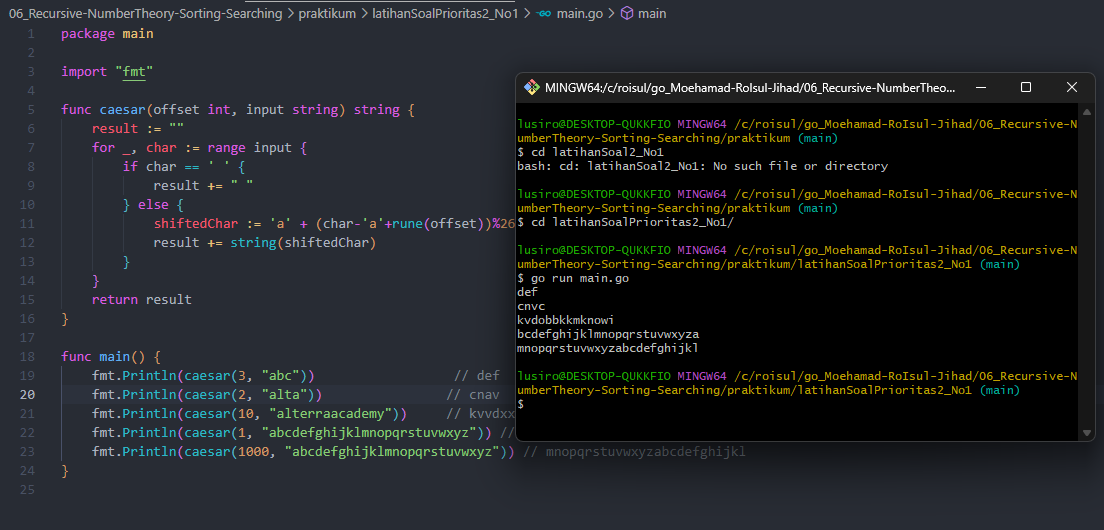 06_Recursive-NumberTheory-Sorting-Searching > praktikum > latihanSoalPrioritas2_No1 > main.go > main
1 package main
2
3 import "fmt"
4
5 func caesar(offset int, input string) string {
6 result := ""
7 for _, char := range input {
8 if char == ' ' {
9 result += " "
10 } else {
11 shiftedChar := 'a' + (char-'a'+rune(offset))%26
12 result += string(shiftedChar)
13 }
14 }
15 return result
16 }
17
18 func main() {
19 fmt.Println(caesar(3, "abc")) // def
20 fmt.Println(caesar(2, "alta")) // cnav
21 fmt.Println(caesar(10, "alterraacademy")) // kvvdxx
22 fmt.Println(caesar(1, "abcdefghijklmnopqrstuvwxyz")) //
23 fmt.Println(caesar(1000, "abcdefghijklmnopqrstuvwxyz")) // mnopqrstuvwxyzabcdefghijkl
24 }
25
MINGW64:/c/roisul/go_Moehamad-RoIsul-Jihad/06_Recursive-NumberTheo...
lusiro@DESKTOP-QUKKFIO MINGW64 /c/roisul/go_Moehamad-RoIsul-Jihad/06_Recursive-N
umberTheory-Sorting-Searching/praktikum (main)
$ cd latihanSoal2_No1
bash: cd: latihanSoal2_No1: No such file or directory
lusiro@DESKTOP-QUKKFIO MINGW64 /c/roisul/go_Moehamad-RoIsul-Jihad/06_Recursive-N
umberTheory-Sorting-Searching/praktikum (main)
$ cd latihanSoalPrioritas2_No1/
lusiro@DESKTOP-QUKKFIO MINGW64 /c/roisul/go_Moehamad-RoIsul-Jihad/06_Recursive-N
umberTheory-Sorting-Searching/praktikum/latihanSoalPrioritas2_No1 (main)
$ go run main.go
def
cnvc
kvdobbkkmknowi
bcdefghijklmnopqrstuvwxyza
mnopqrstuvwxyzabcdefghijkl
lusiro@DESKTOP-QUKKFIO MINGW64 /c/roisul/go_Moehamad-RoIsul-Jihad/06_Recursive-N
umberTheory-Sorting-Searching/praktikum/latihanSoalPrioritas2_No1 (main)
$